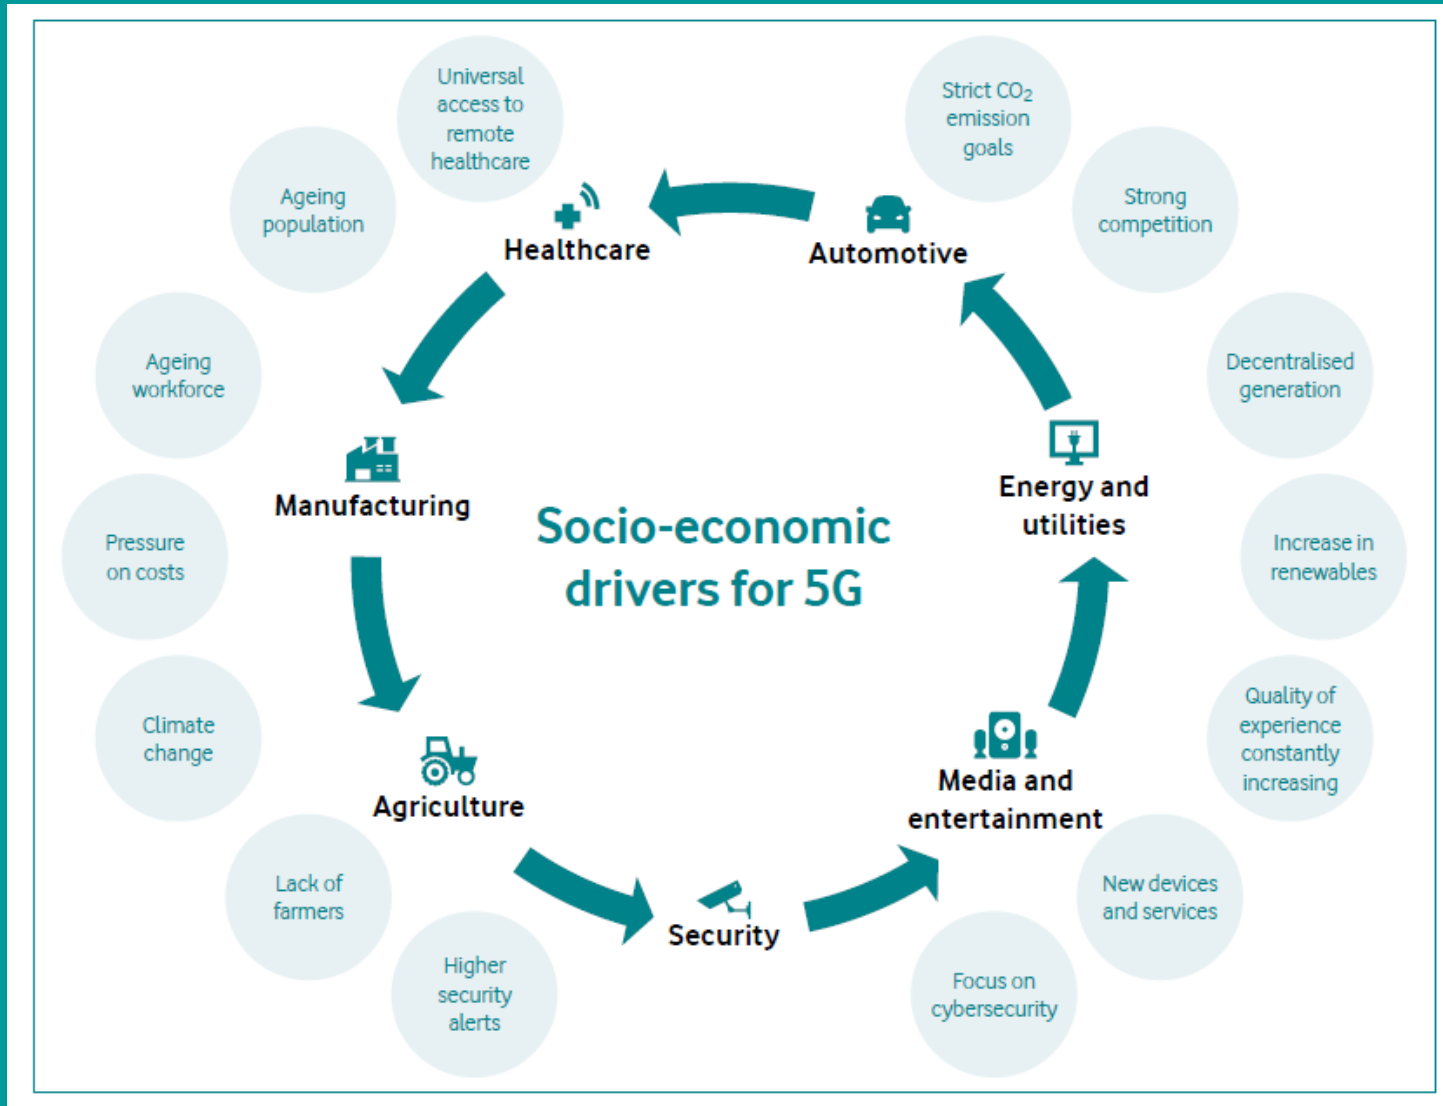 Socio-economic
drivers for 5G
Universal
access to
remote
healthcare
Ageing
population
Healthcare
Ageing
workforce
Pressure
on costs
Manufacturing
Climate
change
Lack of
farmers
Agriculture
Higher
security
alerts
Focus on
cybersecurity
Security
New devices
and services
Quality of
experience
constantly
increasing
Media and
entertainment
Increase in
renewables
Decentralised
generation
Energy and
utilities
Strong
competition
Strict CO₂
emission
goals
Automotive